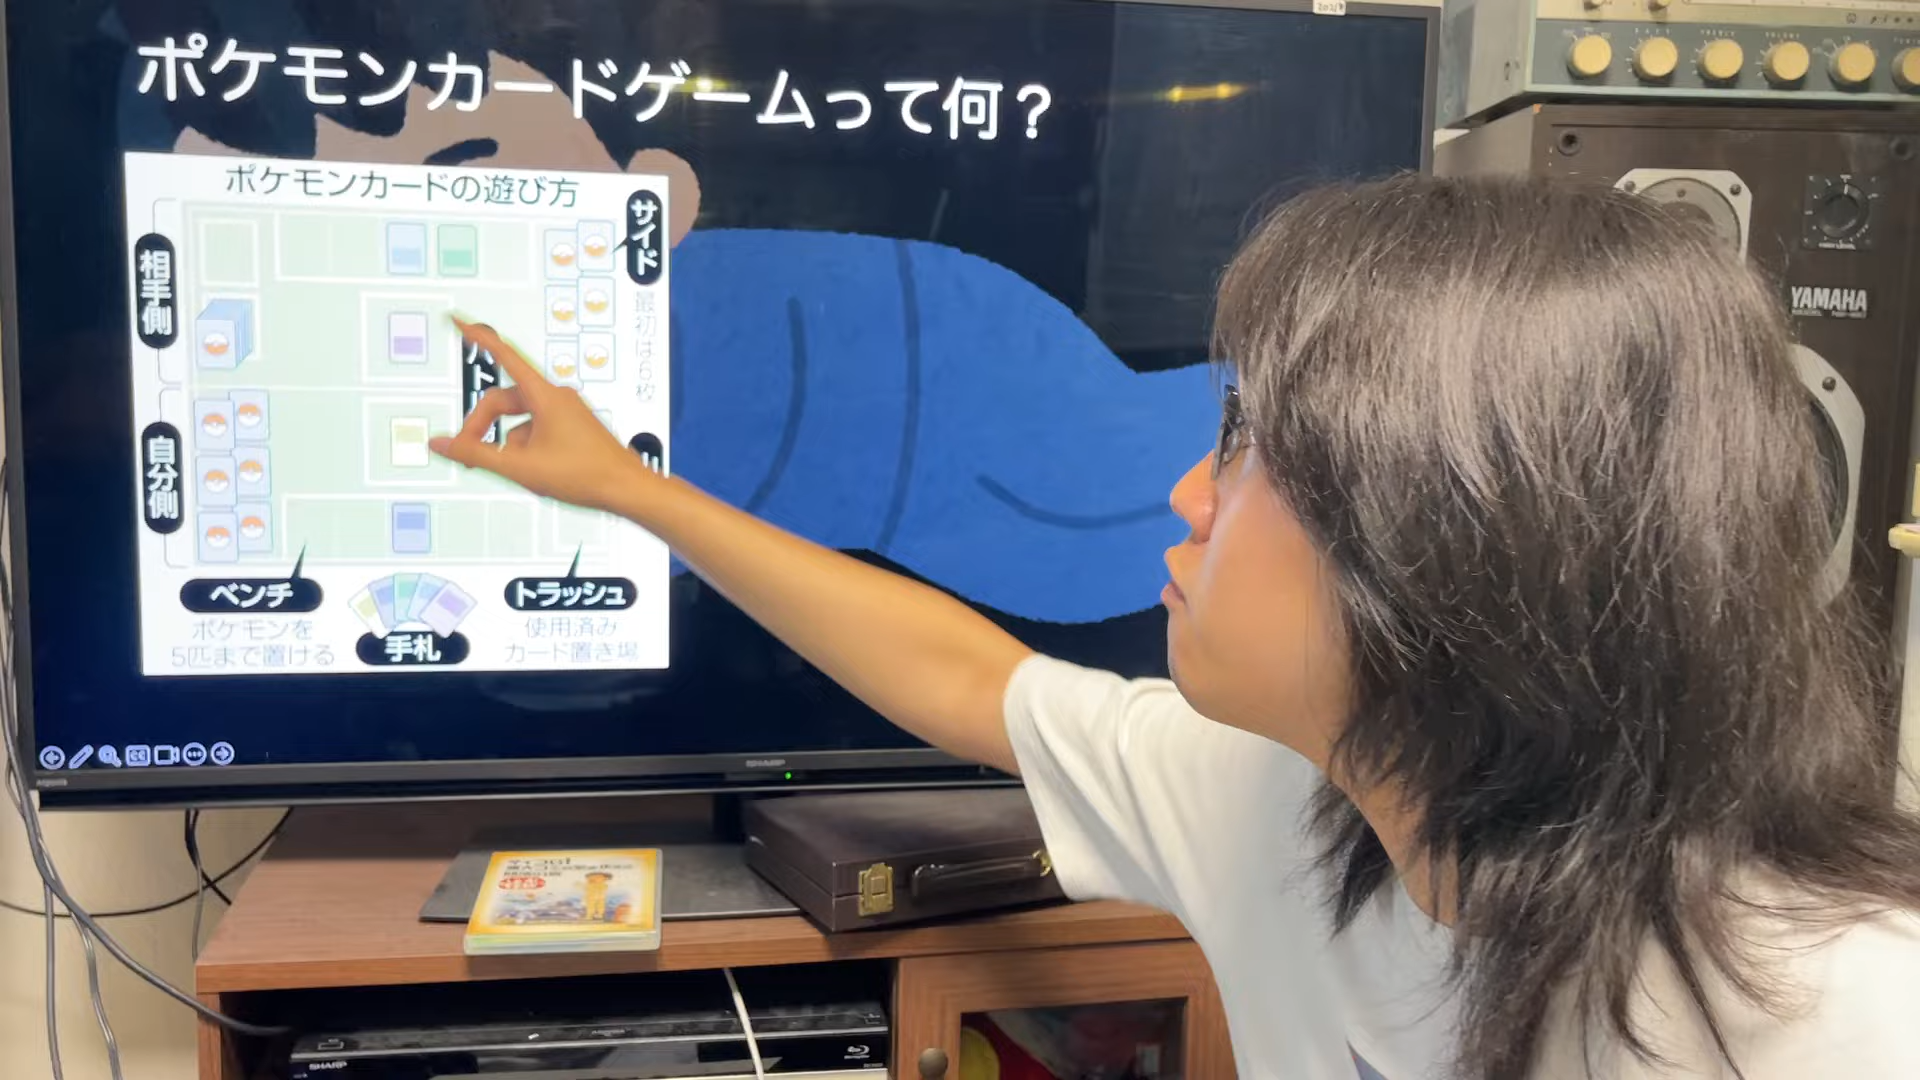 ポケモンカードゲームって何？
ポケモンカードの遊び方
サイド
最初は6枚
相手側
自分側
ベンチ
ポケモンを
5匹まで置ける
手札
トラッシュ
使用済み
カード置き場
SHARP
YAMAHA
SHARP